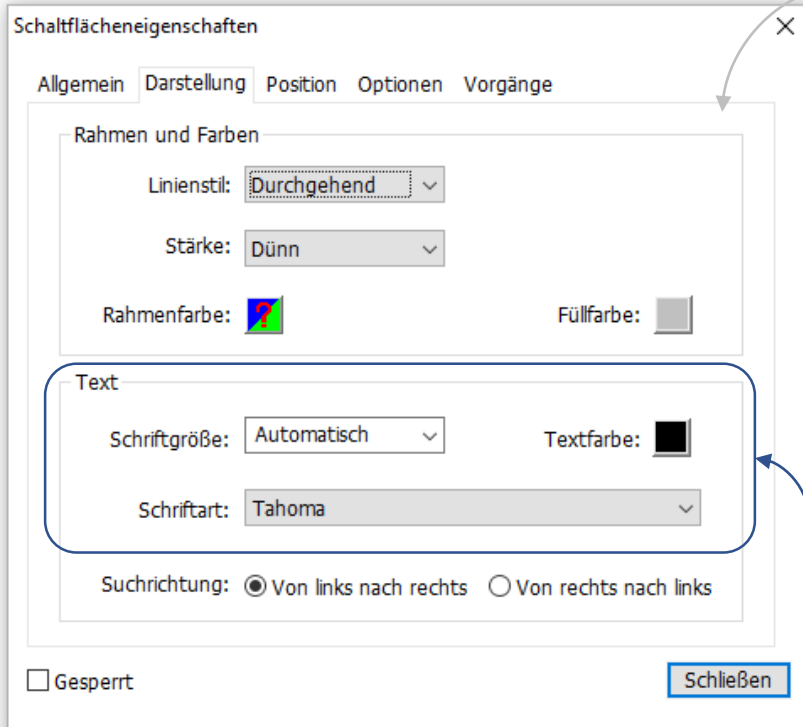 Schaltflächeneigenschaften
Allgemein Darstellung Position Optionen Vorgänge
Rahmen und Farben
Linienstil: Durchgehend
Stärke: Dünn
Rahmenfarbe: ? Füllfarbe:
Text
Schriftgröße: Automatisch Textfarbe:
Schriftart: Tahoma
Suchrichtung: Von links nach rechts Von rechts nach links
Gesperrt Schließen